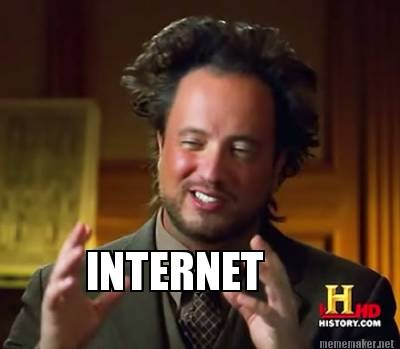 INTERNET
H HD
HISTORY.COM
mememaker.net